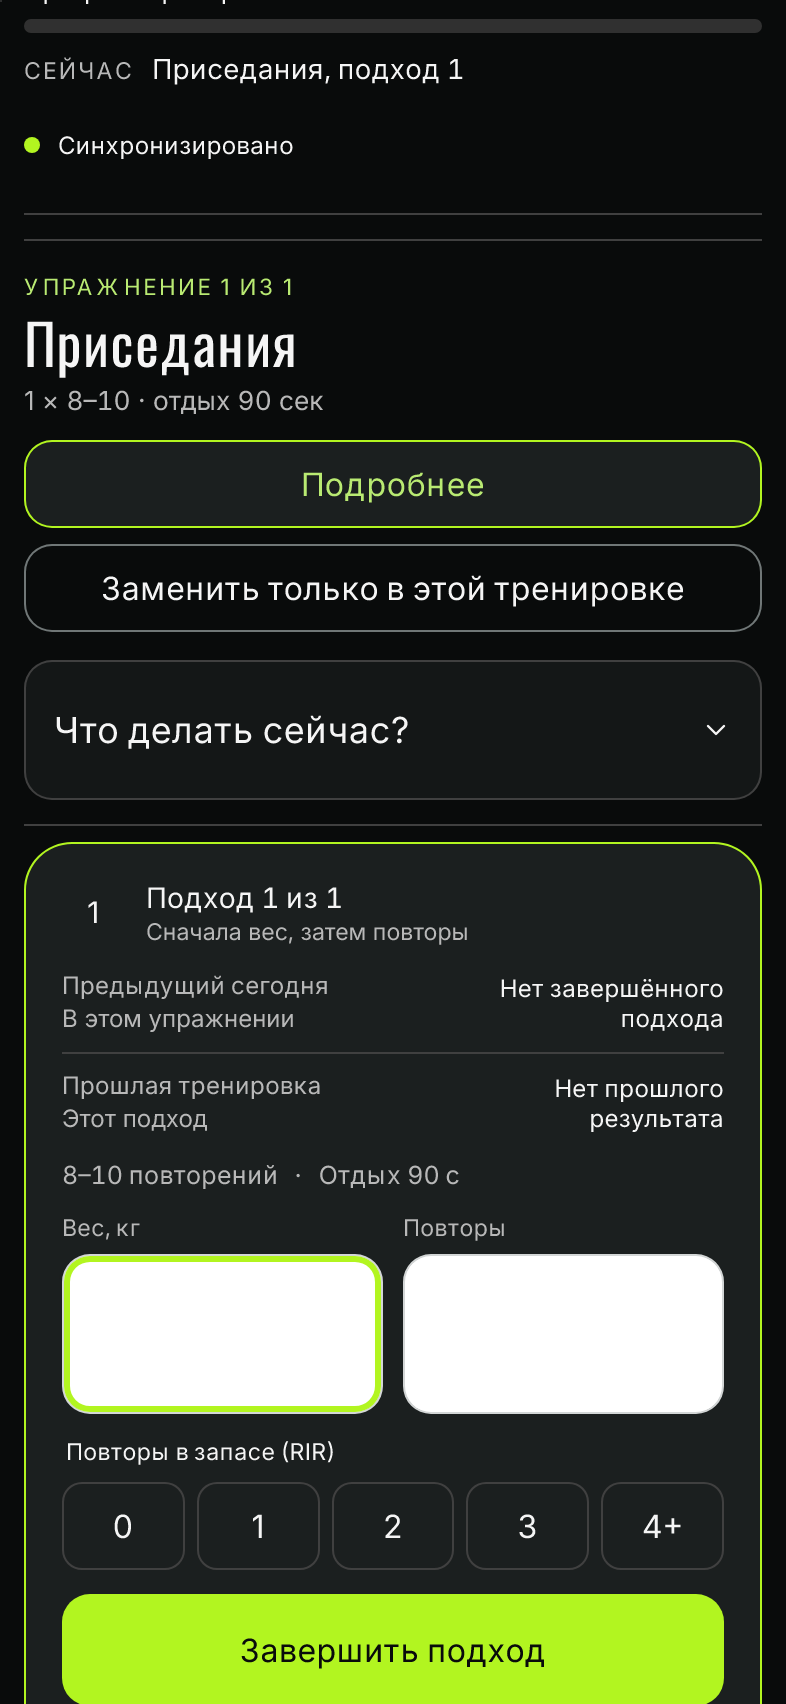 СЕЙЧАС Приседания, подход 1
Синхронизировано
УПРАЖНЕНИЕ 1 ИЗ 1
Приседания
1 × 8–10 · отдых 90 сек
Подробнее
Заменить только в этой тренировке
Что делать сейчас?
1
Подход 1 из 1
Сначала вес, затем повторы
Предыдущий сегодня
В этом упражнении
Нет завершённого
подхода
Прошлая тренировка
Этот подход
Нет прошлого
результата
8–10 повторений · Отдых 90 с
Вес, кг
Повторы
Повторы в запасе (RIR)
0 1 2 3 4+
Завершить подход